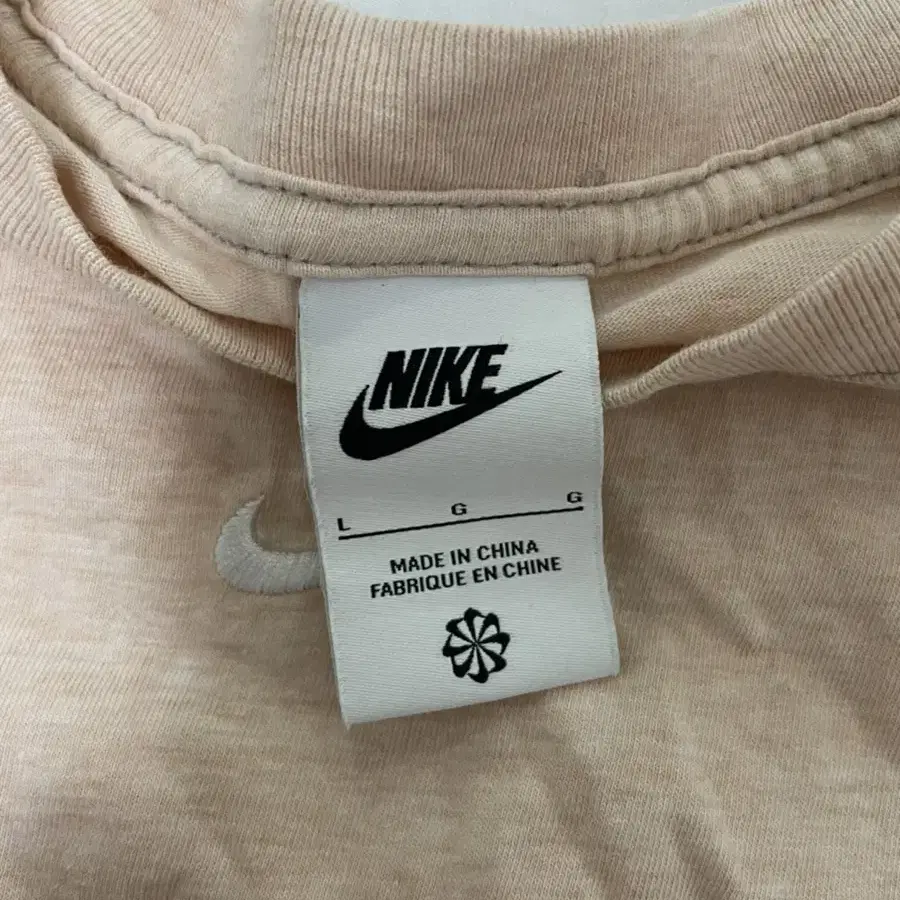 NIKE
L G G
MADE IN CHINA
FABRIQUE EN CHINE